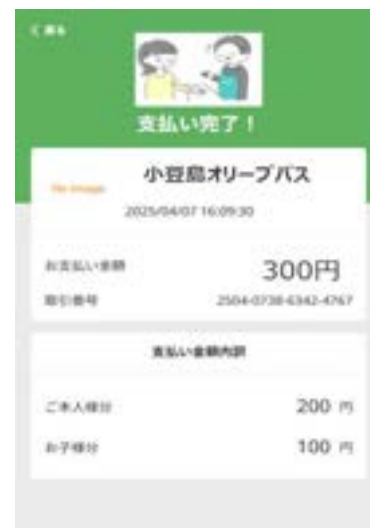 < 戻る
支払い完了！
小豆島オリーブバス
No Image
2025/04/07 16:09:30
お支払い金額
300円
取引番号
2504-0738-6342-4767
支払い金額内訳
ご本人様分
200 円
お子様分
100 円